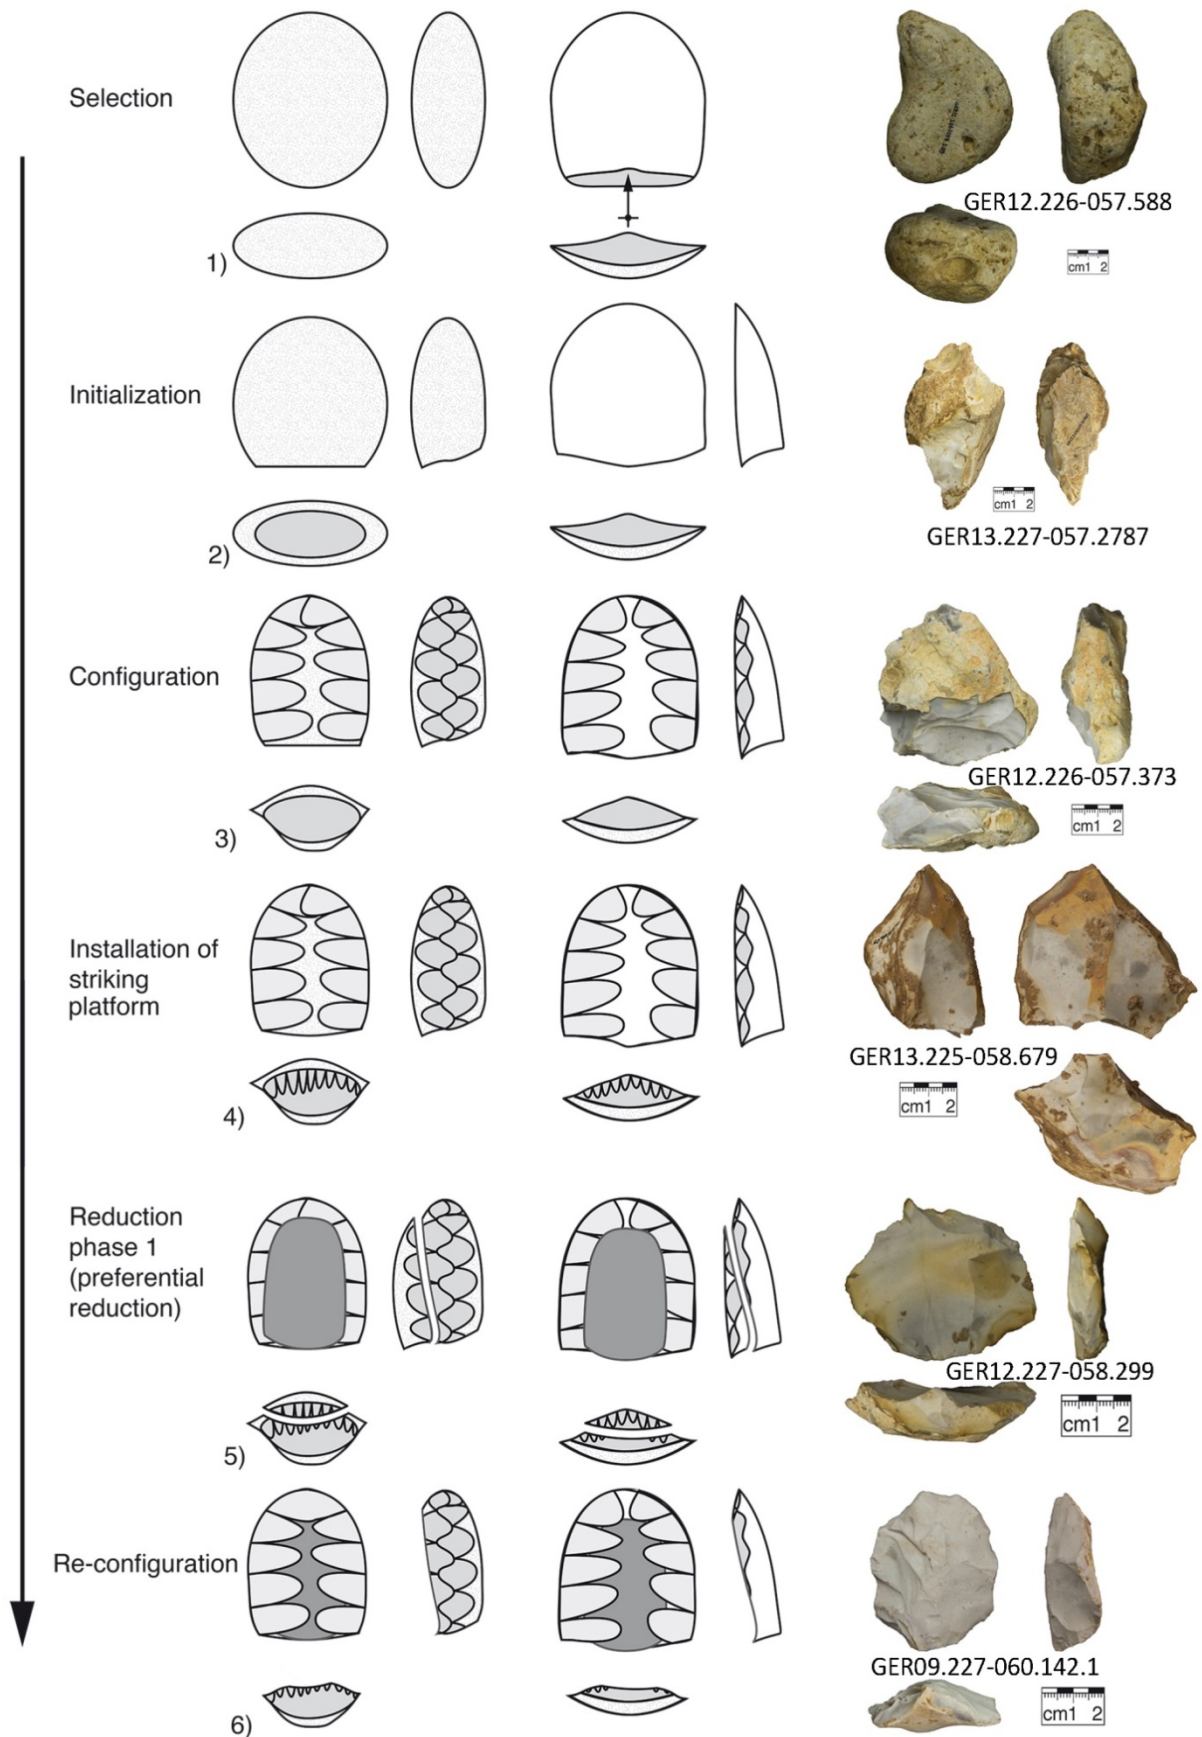 Selection
GER12.226-057.588
1)
cm1 2
Initialization
cm1 2
GER13.227-057.2787
2)
Configuration
GER12.226-057.373
3)
cm1 2
Installation of
striking
platform
GER13.225-058.679
cm1 2
4)
Reduction
phase 1
(preferential
reduction)
GER12.227-058.299
cm1 2
5)
Re-configuration
GER09.227-060.142.1
cm1 2
6)